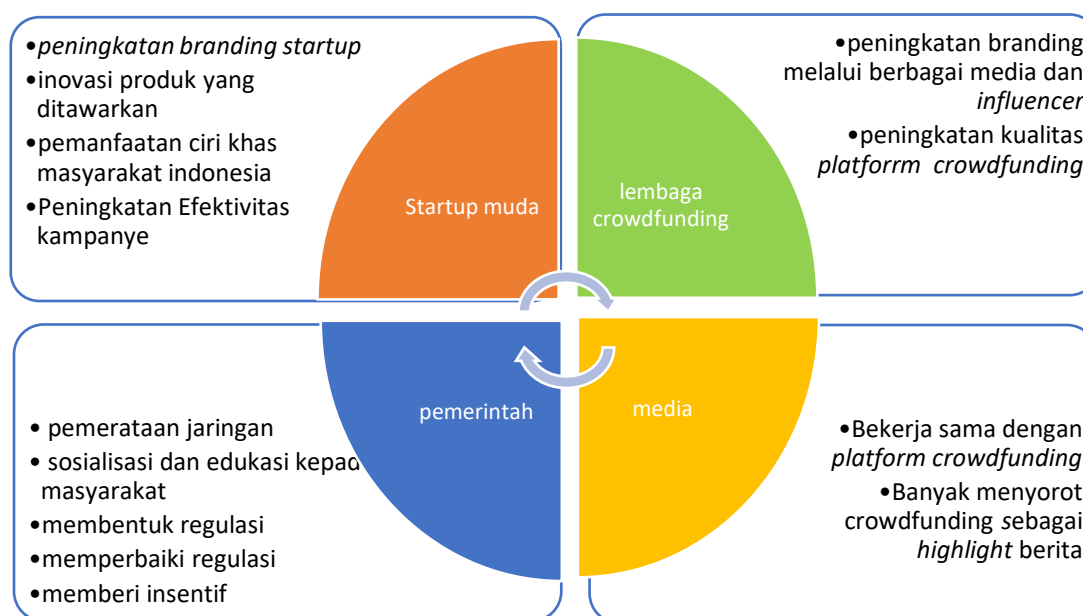 •peningkatan branding startup
•inovasi produk yang
ditawarkan
•pemanfaatan ciri khas
masyarakat indonesia
•Peningkatan Efektivitas
kampanye
Startup muda
lembaga
crowdfunding
•peningkatan branding
melalui berbagai media dan
influencer
•peningkatan kualitas
platforrm crowdfunding
• pemerataan jaringan
• sosialisasi dan edukasi kepad
masyarakat
•membentuk regulasi
•memperbaiki regulasi
•memberi insentif
pemerintah
media
•Bekerja sama dengan
platform crowdfunding
•Banyak menyorot
crowdfunding sebagai
highlight berita